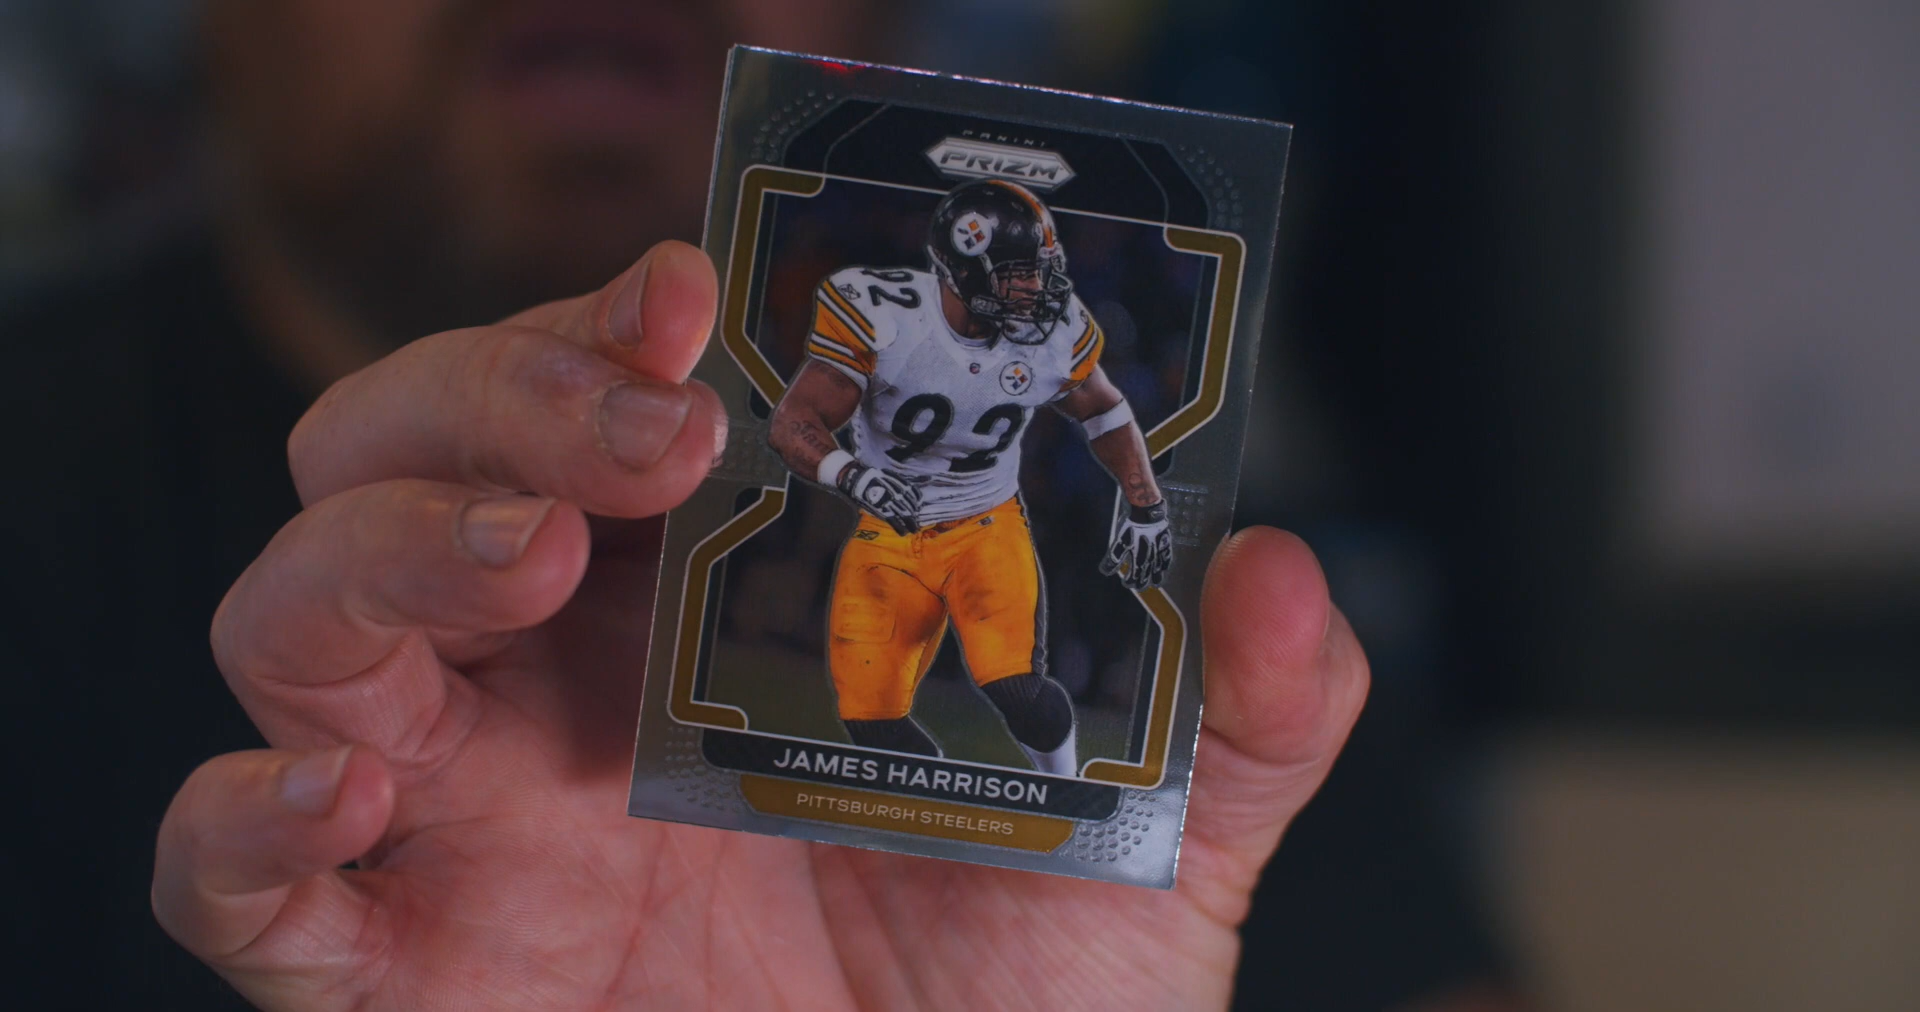 PANINI
PRIZM
92
92
JAMES HARRISON
PITTSBURGH STEELERS